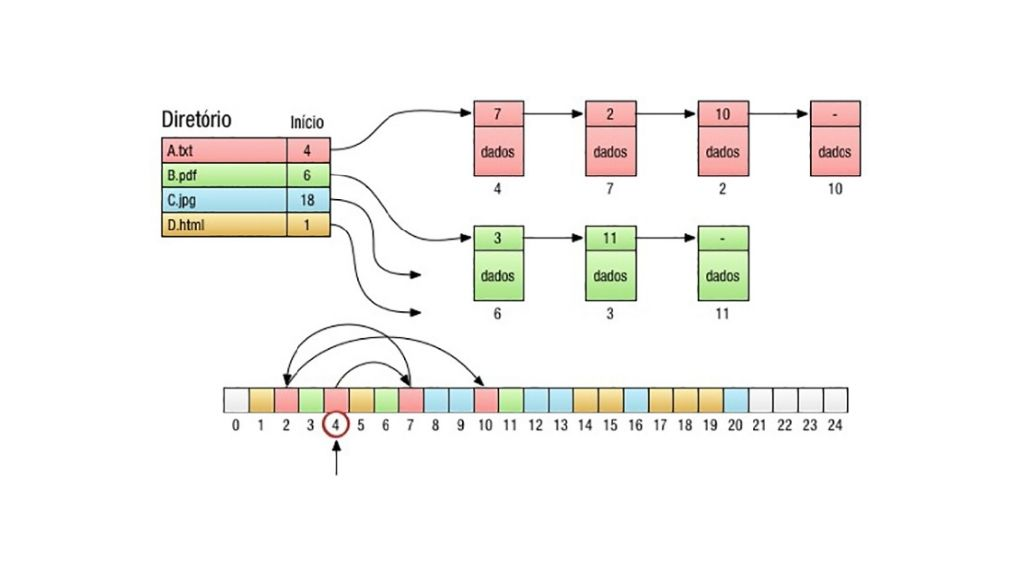 Diretório Início
A.txt 4
B.pdf 6
C.jpg 18
D.html 1
7 2 10 -
dados dados dados dados
4 7 2 10
3 11 -
dados dados dados
6 3 11
0 1 2 3 4 5 6 7 8 9 10 11 12 13 14 15 16 17 18 19 20 21 22 23 24